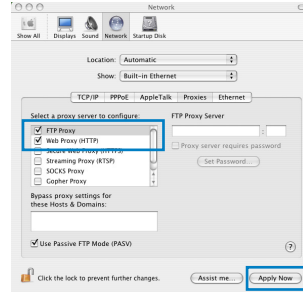 Network
Show All Displays Sound Network Startup Disk
Location: Automatic
Show: Built-in Ethernet
TCP/IP PPPoE AppleTalk Proxies Ethernet
Select a proxy server to configure:
FTP Proxy Server
FTP Proxy
Web Proxy (HTTP)
Secure Web Proxy (HTTPS)
Streaming Proxy (RTSP)
SOCKS Proxy
Gopher Proxy
:
Proxy server requires password
Set Password...
Bypass proxy settings for
these Hosts & Domains:
Use Passive FTP Mode (PASV)
?
Click the lock to prevent further changes.
Assist me...
Apply Now